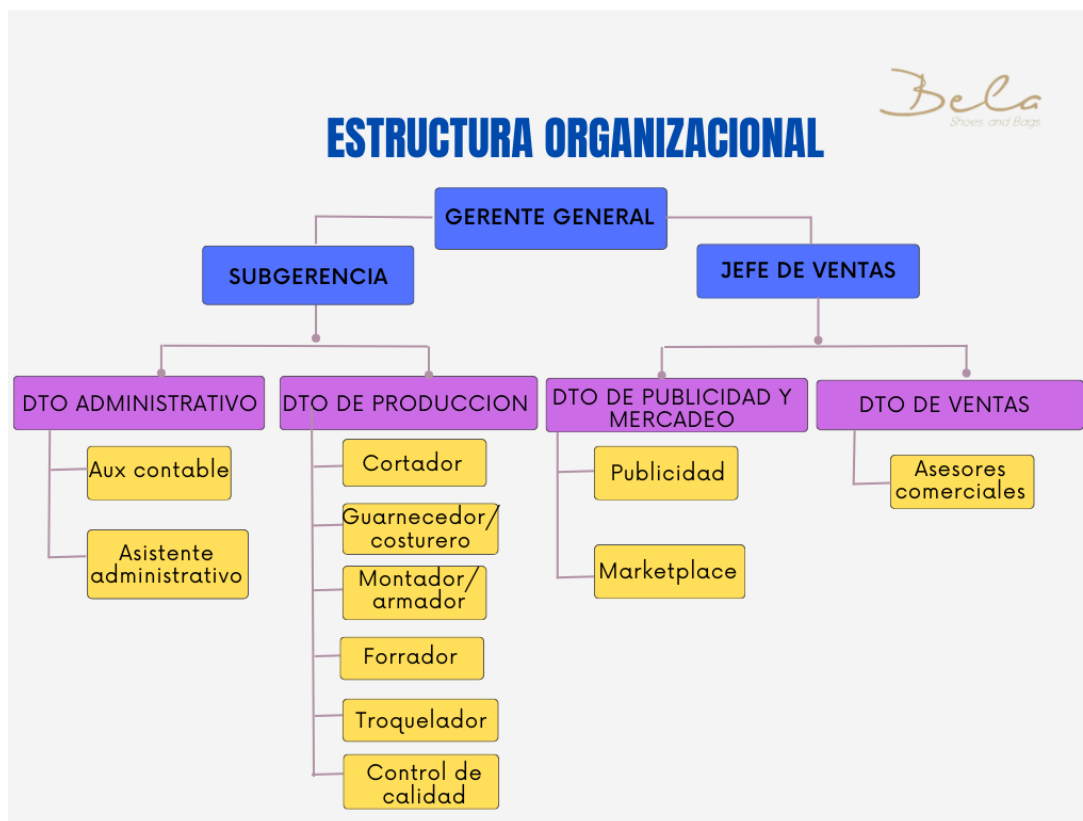 BeCa
Shoes and Bags
ESTRUCTURA ORGANIZACIONAL
GERENTE GENERAL
SUBGERENCIA
JEFE DE VENTAS
DTO ADMINISTRATIVO
Aux contable
Asistente
administrativo
DTO DE PRODUCCION
Cortador
Guarnecedor/
costurero
Montador/
armador
Forrador
Troquelador
Control de
calidad
DTO DE PUBLICIDAD Y
MERCADEO
Publicidad
Marketplace
DTO DE VENTAS
Asesores
comerciales